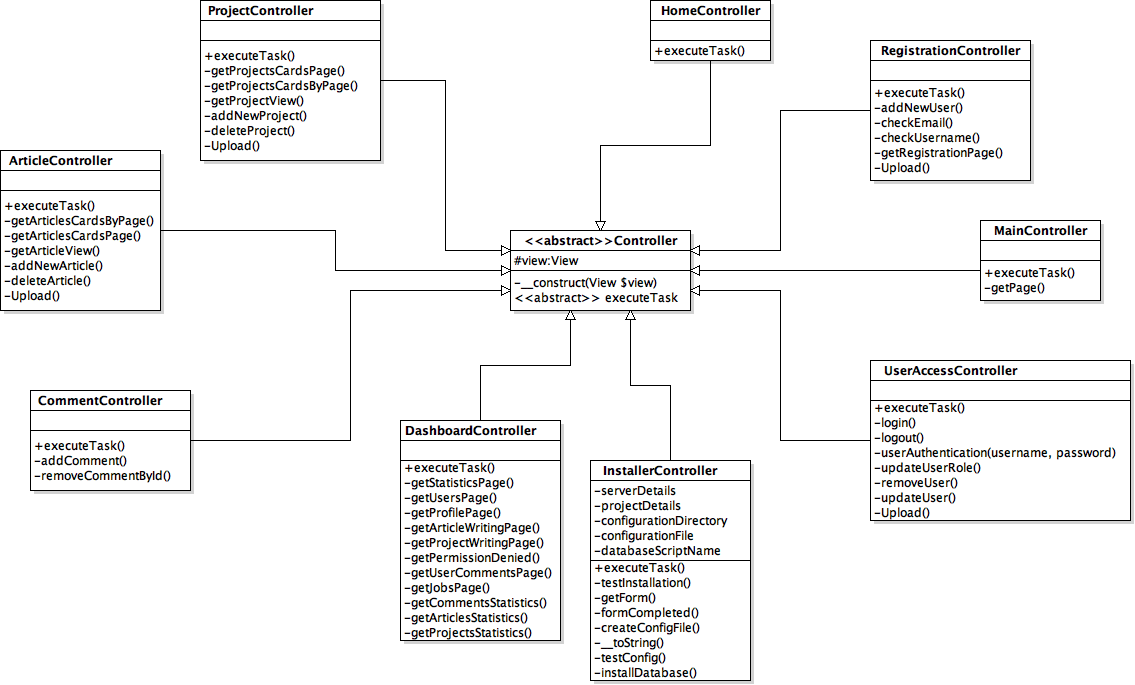 ProjectController
+executeTask()
-getProjectsCardsPage()
-getProjectsCardsByPage()
-getProjectView()
-addNewProject()
-deleteProject()
-Upload()
HomeController
+executeTask()
RegistrationController
+executeTask()
-addNewUser()
-checkEmail()
-checkUsername()
-getRegistrationPage()
-Upload()
ArticleController
+executeTask()
-getArticlesCardsByPage()
-getArticlesCardsPage()
-getArticleView()
-addNewArticle()
-deleteArticle()
-Upload()
<<abstract>>Controller
#view:View
-__construct(View $view)
<<abstract>> executeTask
MainController
+executeTask()
-getPage()
CommentController
+executeTask()
-addComment()
-removeCommentById()
DashboardController
+executeTask()
-getStatisticsPage()
-getUsersPage()
-getProfilePage()
-getArticleWritingPage()
-getProjectWritingPage()
-getPermissionDenied()
-getUserCommentsPage()
-getJobsPage()
-getCommentsStatistics()
-getArticlesStatistics()
-getProjectsStatistics()
InstallerController
-serverDetails
-projectDetails
-configurationDirectory
-configurationFile
-databaseScriptName
+executeTask()
-testInstallation()
-getForm()
-formCompleted()
-createConfigFile()
-__toString()
-testConfig()
-installDatabase()
UserAccessController
+executeTask()
-login()
-logout()
-userAuthentication(username, password)
-updateUserRole()
-removeUser()
-updateUser()
-Upload()